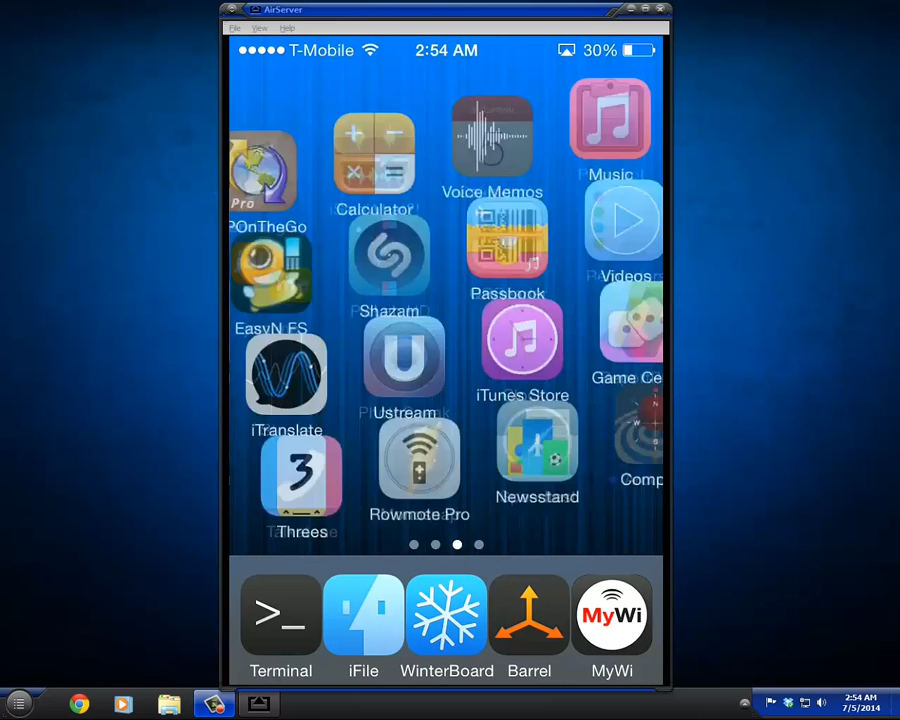 AirServer
File View Help
T-Mobile 2:54 AM 30%
Pro
POnTheGo
Calculator
Voice Memos
Music
EasyN FS
Shazam
Passbook
Videos
iTranslate
Ustream
iTunes Store
Game Ce
3
Threes
Rowmote Pro
Newsstand
Comp
>_
MyWi
Terminal
iFile
WinterBoard
Barrel
MyWi
2:54 AM
7/5/2014